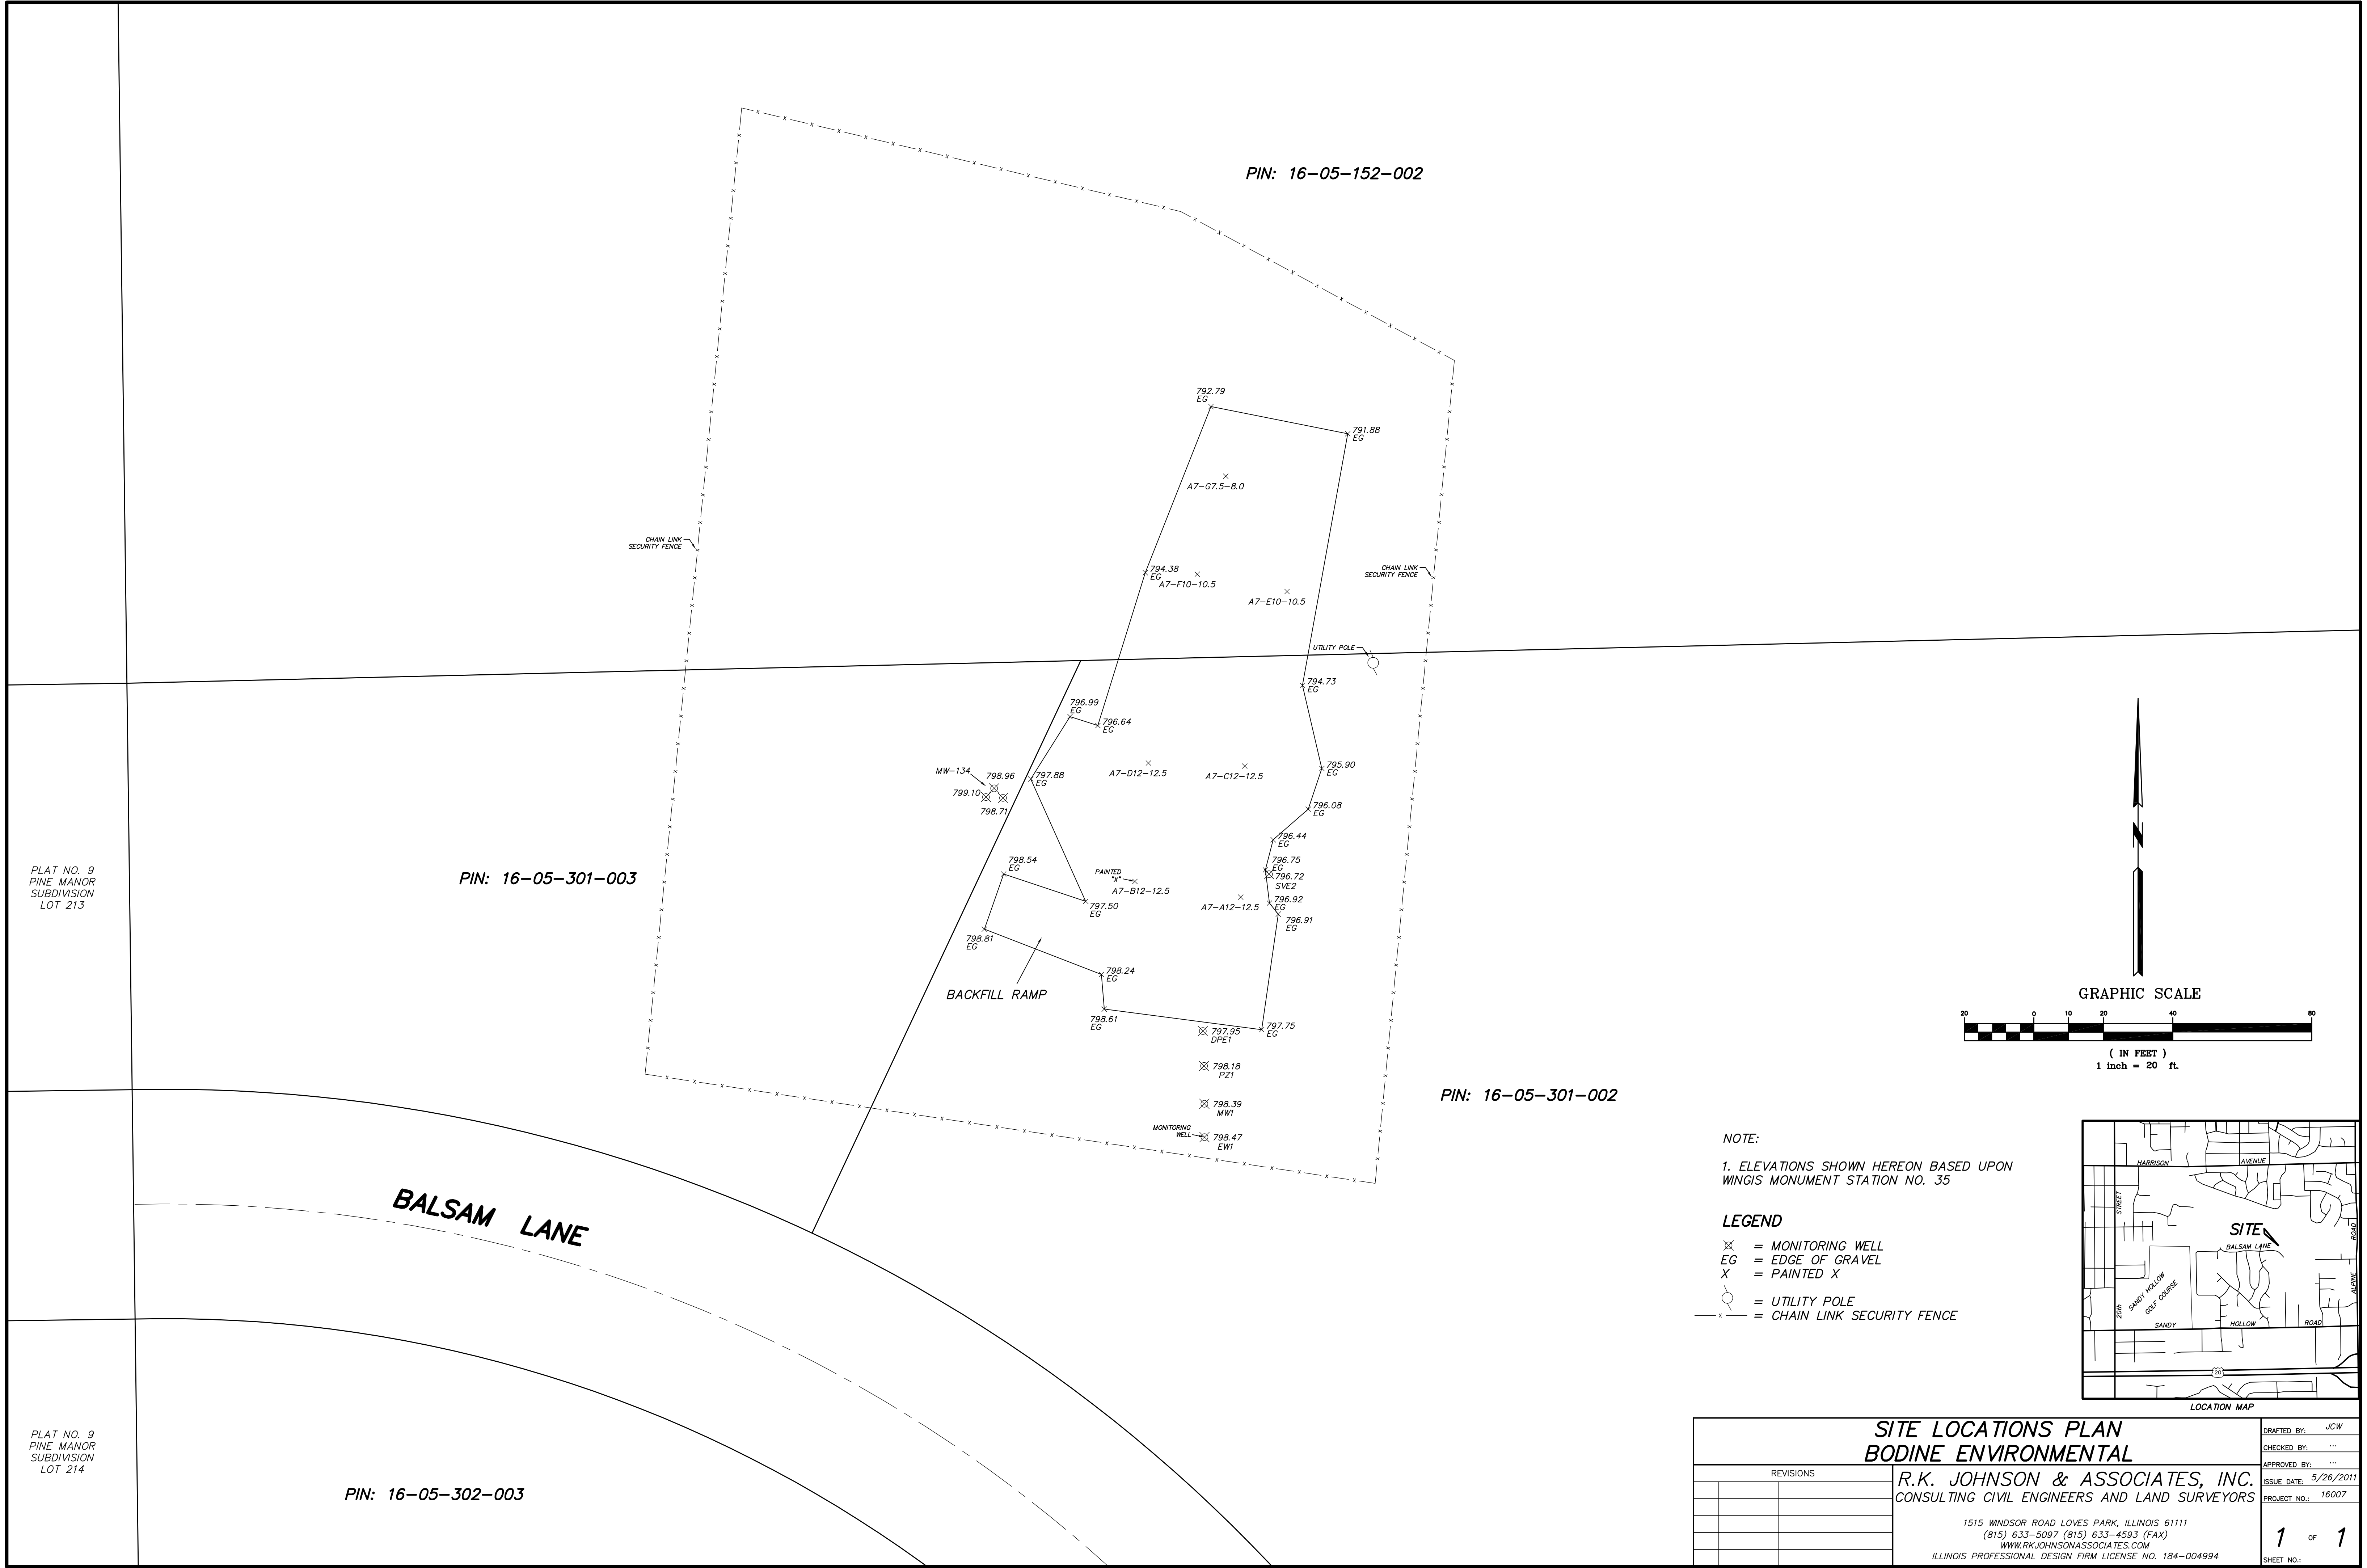 PIN: 16-05-152-002
792.79
EG
791.88
EG
A7-G7.5-8.0
CHAIN LINK
SECURITY FENCE
794.38
EG
A7-F10-10.5
A7-E10-10.5
CHAIN LINK
SECURITY FENCE
UTILITY POLE
794.73
EG
796.99
EG
796.64
EG
MW-134
798.96
799.10
798.71
797.88
EG
A7-D12-12.5
A7-C12-12.5
795.90
EG
796.08
EG
796.44
EG
796.75
EG
796.72
SVE2
796.92
EG
796.91
EG
PLAT NO. 9
PINE MANOR
SUBDIVISION
LOT 213
PIN: 16-05-301-003
798.54
EG
PAINTED
"X"
A7-B12-12.5
A7-A12-12.5
797.50
EG
798.81
EG
798.24
EG
BACKFILL RAMP
798.61
EG
797.75
EG
797.95
DPE1
798.18
PZ1
798.39
MW1
MONITORING
WELL
798.47
EW1
PIN: 16-05-301-002
BALSAM LANE
PLAT NO. 9
PINE MANOR
SUBDIVISION
LOT 214
PIN: 16-05-302-003
N
GRAPHIC SCALE
20 0 10 20 40 80
( IN FEET )
1 inch = 20 ft.
NOTE:
1. ELEVATIONS SHOWN HEREON BASED UPON
WINGIS MONUMENT STATION NO. 35
LEGEND
= MONITORING WELL
EG = EDGE OF GRAVEL
X = PAINTED X
= UTILITY POLE
x = CHAIN LINK SECURITY FENCE
HARRISON AVENUE
20th STREET
SITE
BALSAM LANE
ALPINE ROAD
SANDY HOLLOW
GOLF COURSE
SANDY HOLLOW ROAD
20
LOCATION MAP
SITE LOCATIONS PLAN
BODINE ENVIRONMENTAL
REVISIONS
R.K. JOHNSON & ASSOCIATES, INC.
CONSULTING CIVIL ENGINEERS AND LAND SURVEYORS
1515 WINDSOR ROAD LOVES PARK, ILLINOIS 61111
(815) 633-5097 (815) 633-4593 (FAX)
WWW.RKJOHNSONASSOCIATES.COM
ILLINOIS PROFESSIONAL DESIGN FIRM LICENSE NO. 184-004994
DRAFTED BY: JCW
CHECKED BY: ...
APPROVED BY: ...
ISSUE DATE: 5/26/2011
PROJECT NO.: 16007
1 OF 1
SHEET NO.: